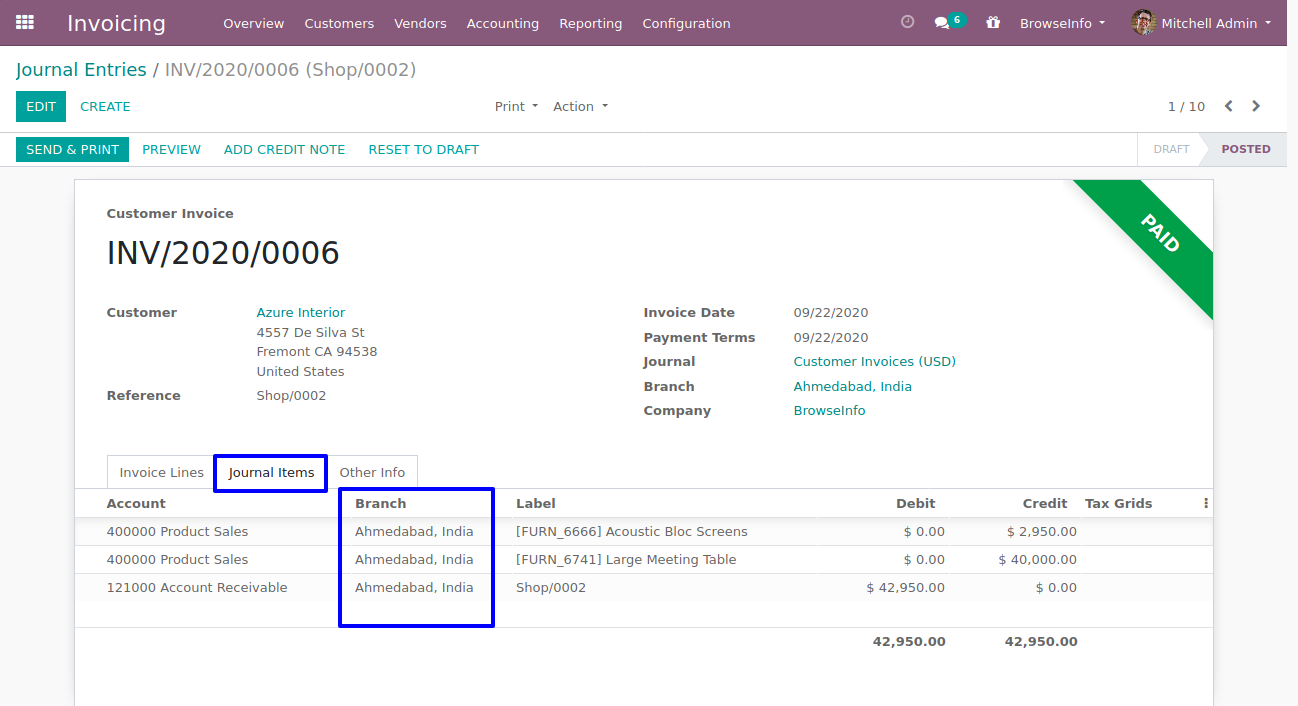 Invoicing Overview Customers Vendors Accounting Reporting Configuration 6 BrowseInfo Mitchell Admin
Journal Entries / INV/2020/0006 (Shop/0002)
EDIT CREATE Print Action 1 / 10
SEND & PRINT PREVIEW ADD CREDIT NOTE RESET TO DRAFT DRAFT POSTED
PAID
Customer Invoice
INV/2020/0006
Customer Azure Interior Invoice Date 09/22/2020
4557 De Silva St Payment Terms 09/22/2020
Fremont CA 94538 Journal Customer Invoices (USD)
United States Branch Ahmedabad, India
Reference Shop/0002 Company BrowseInfo
Invoice Lines Journal Items Other Info
Account Branch Label Debit Credit Tax Grids
400000 Product Sales Ahmedabad, India [FURN_6666] Acoustic Bloc Screens $ 0.00 $ 2,950.00
400000 Product Sales Ahmedabad, India [FURN_6741] Large Meeting Table $ 0.00 $ 40,000.00
121000 Account Receivable Ahmedabad, India Shop/0002 $ 42,950.00 $ 0.00
42,950.00 42,950.00